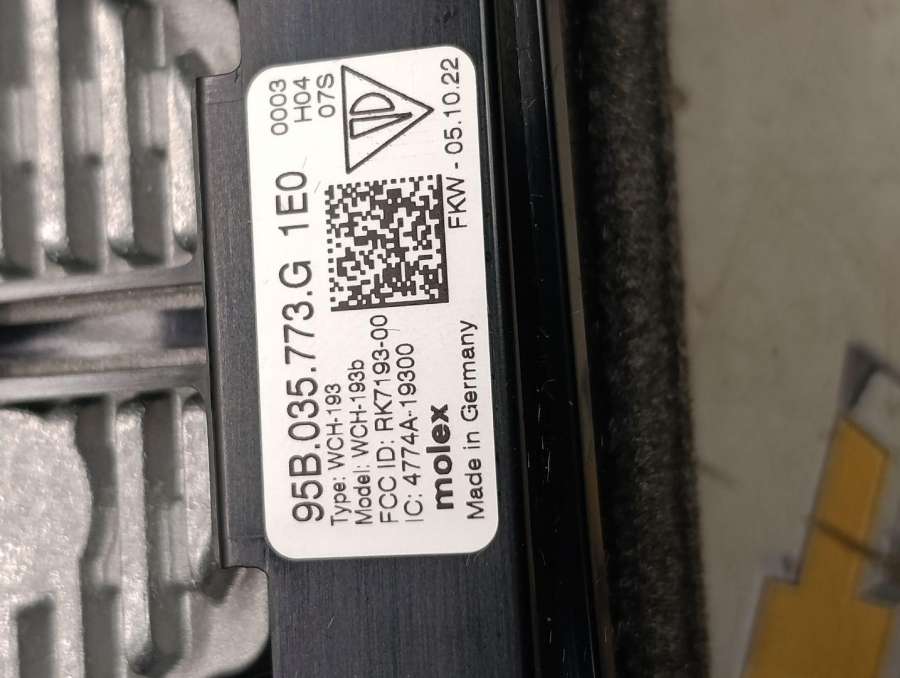 95B.035.773.G 1E0
0003
H04
07S
Type: WCH-193
Model: WCH-193b
FCC ID: RK7193-00
IC: 4774A-19300
molex
Made in Germany
FKW - 05.10.22